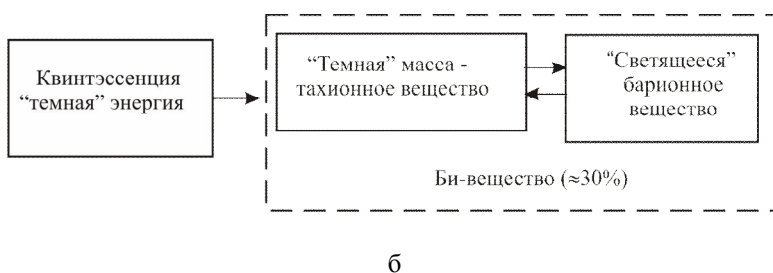 Квинтэссенция
“темная” энергия
“Темная” масса -
тахионное вещество
“Светящееся”
барионное
вещество
Би-вещество (≈30%)
б